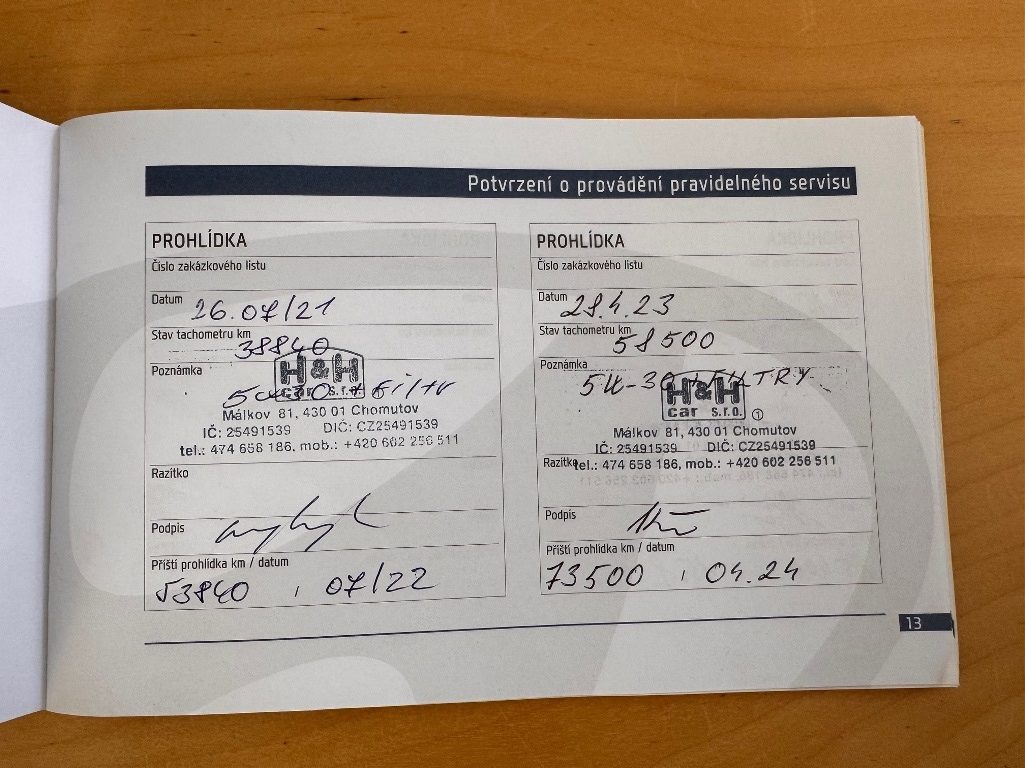 Potvrzení o provádění pravidelného servisu
PROHLÍDKA
Číslo zakázkového listu
Datum 26.07/21
Stav tachometru km 38840
Poznámka
H&H
car s.r.o. ①
5w30 + filtr
Málkov 81, 430 01 Chomutov
IČ: 25491539 DIČ: CZ25491539
tel.: 474 658 186, mob.: +420 602 256 511
Razítko
Podpis
Příští prohlídka km / datum
53840 , 07/22
PROHLÍDKA
Číslo zakázkového listu
Datum 28.4.23
Stav tachometru km 58500
Poznámka
5W-30 + FILTRY
H&H
car s.r.o. ①
Málkov 81, 430 01 Chomutov
IČ: 25491539 DIČ: CZ25491539
Razítko tel.: 474 658 186, mob.: +420 602 256 511
Podpis
Příští prohlídka km / datum
73500 , 04.24
13